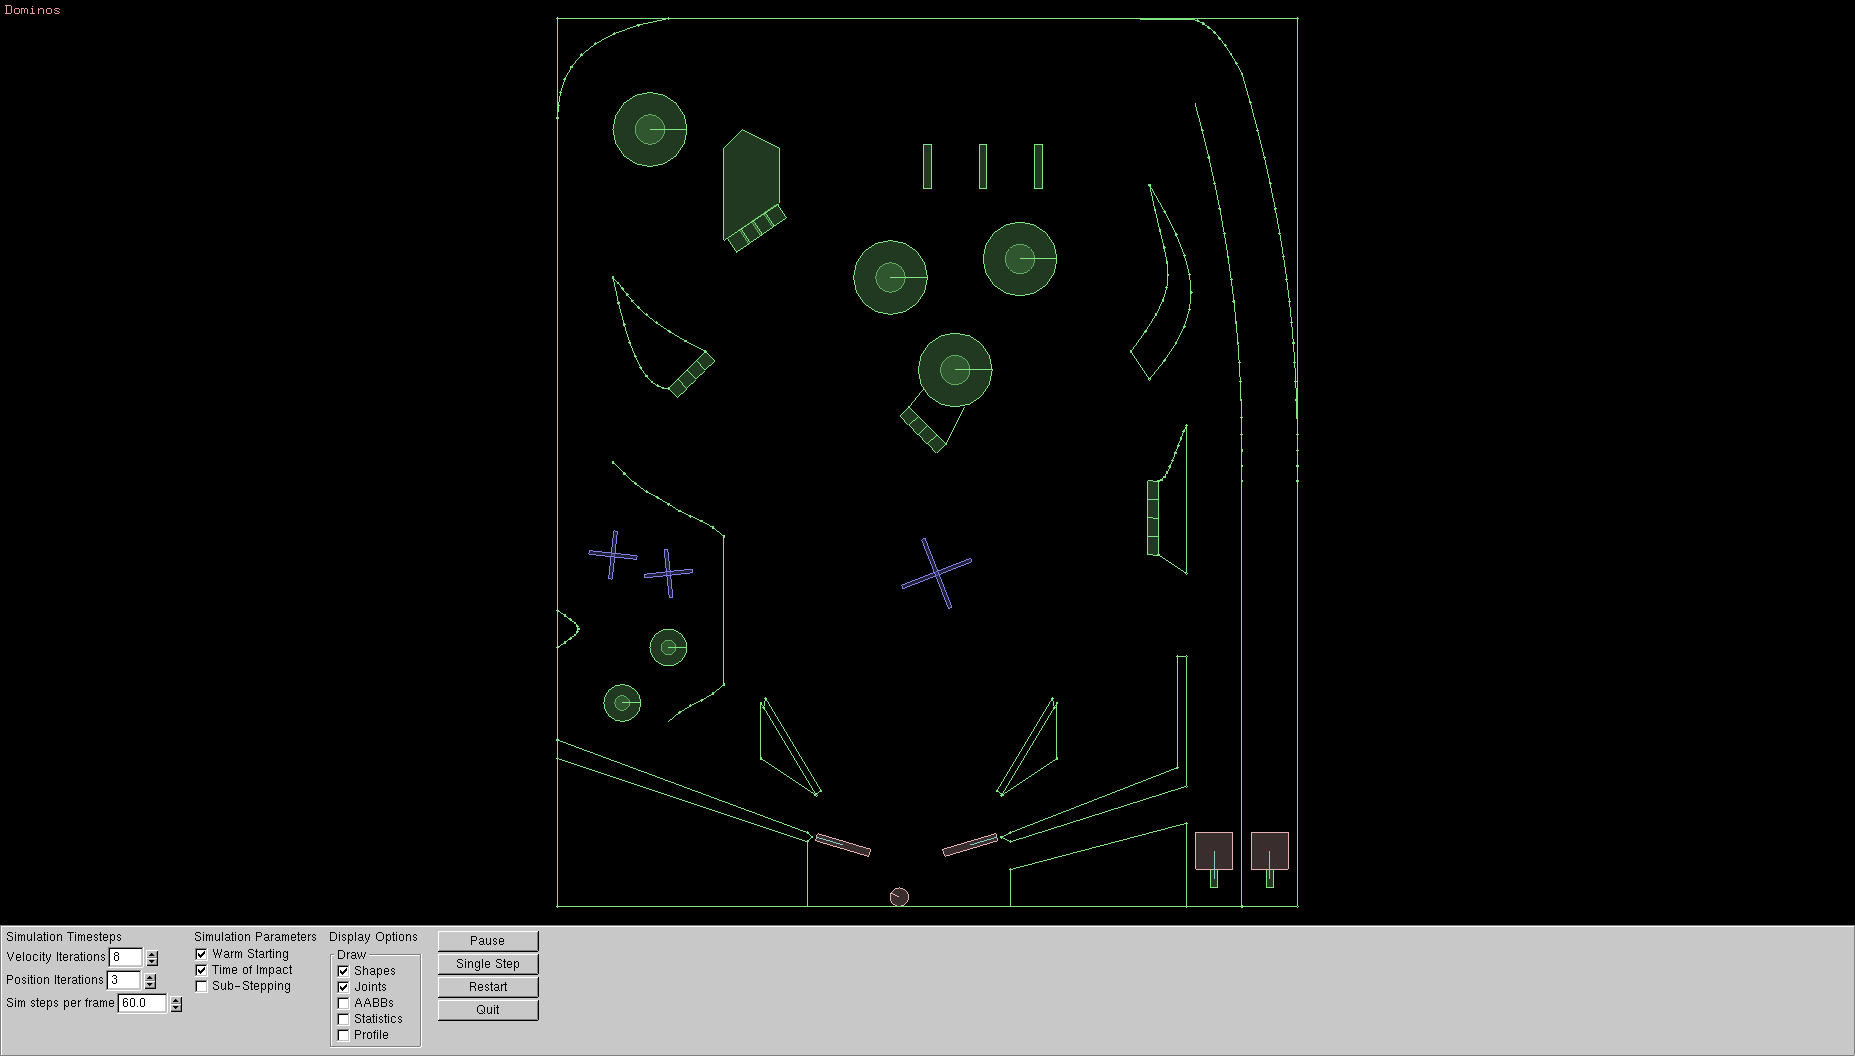 Dominos
Simulation Timesteps
Velocity Iterations 8
Position Iterations 3
Sim steps per frame 60.0
Simulation Parameters
Warm Starting
Time of Impact
Sub-Stepping
Display Options
Draw
Shapes
Joints
AABBs
Statistics
Profile
Pause
Single Step
Restart
Quit